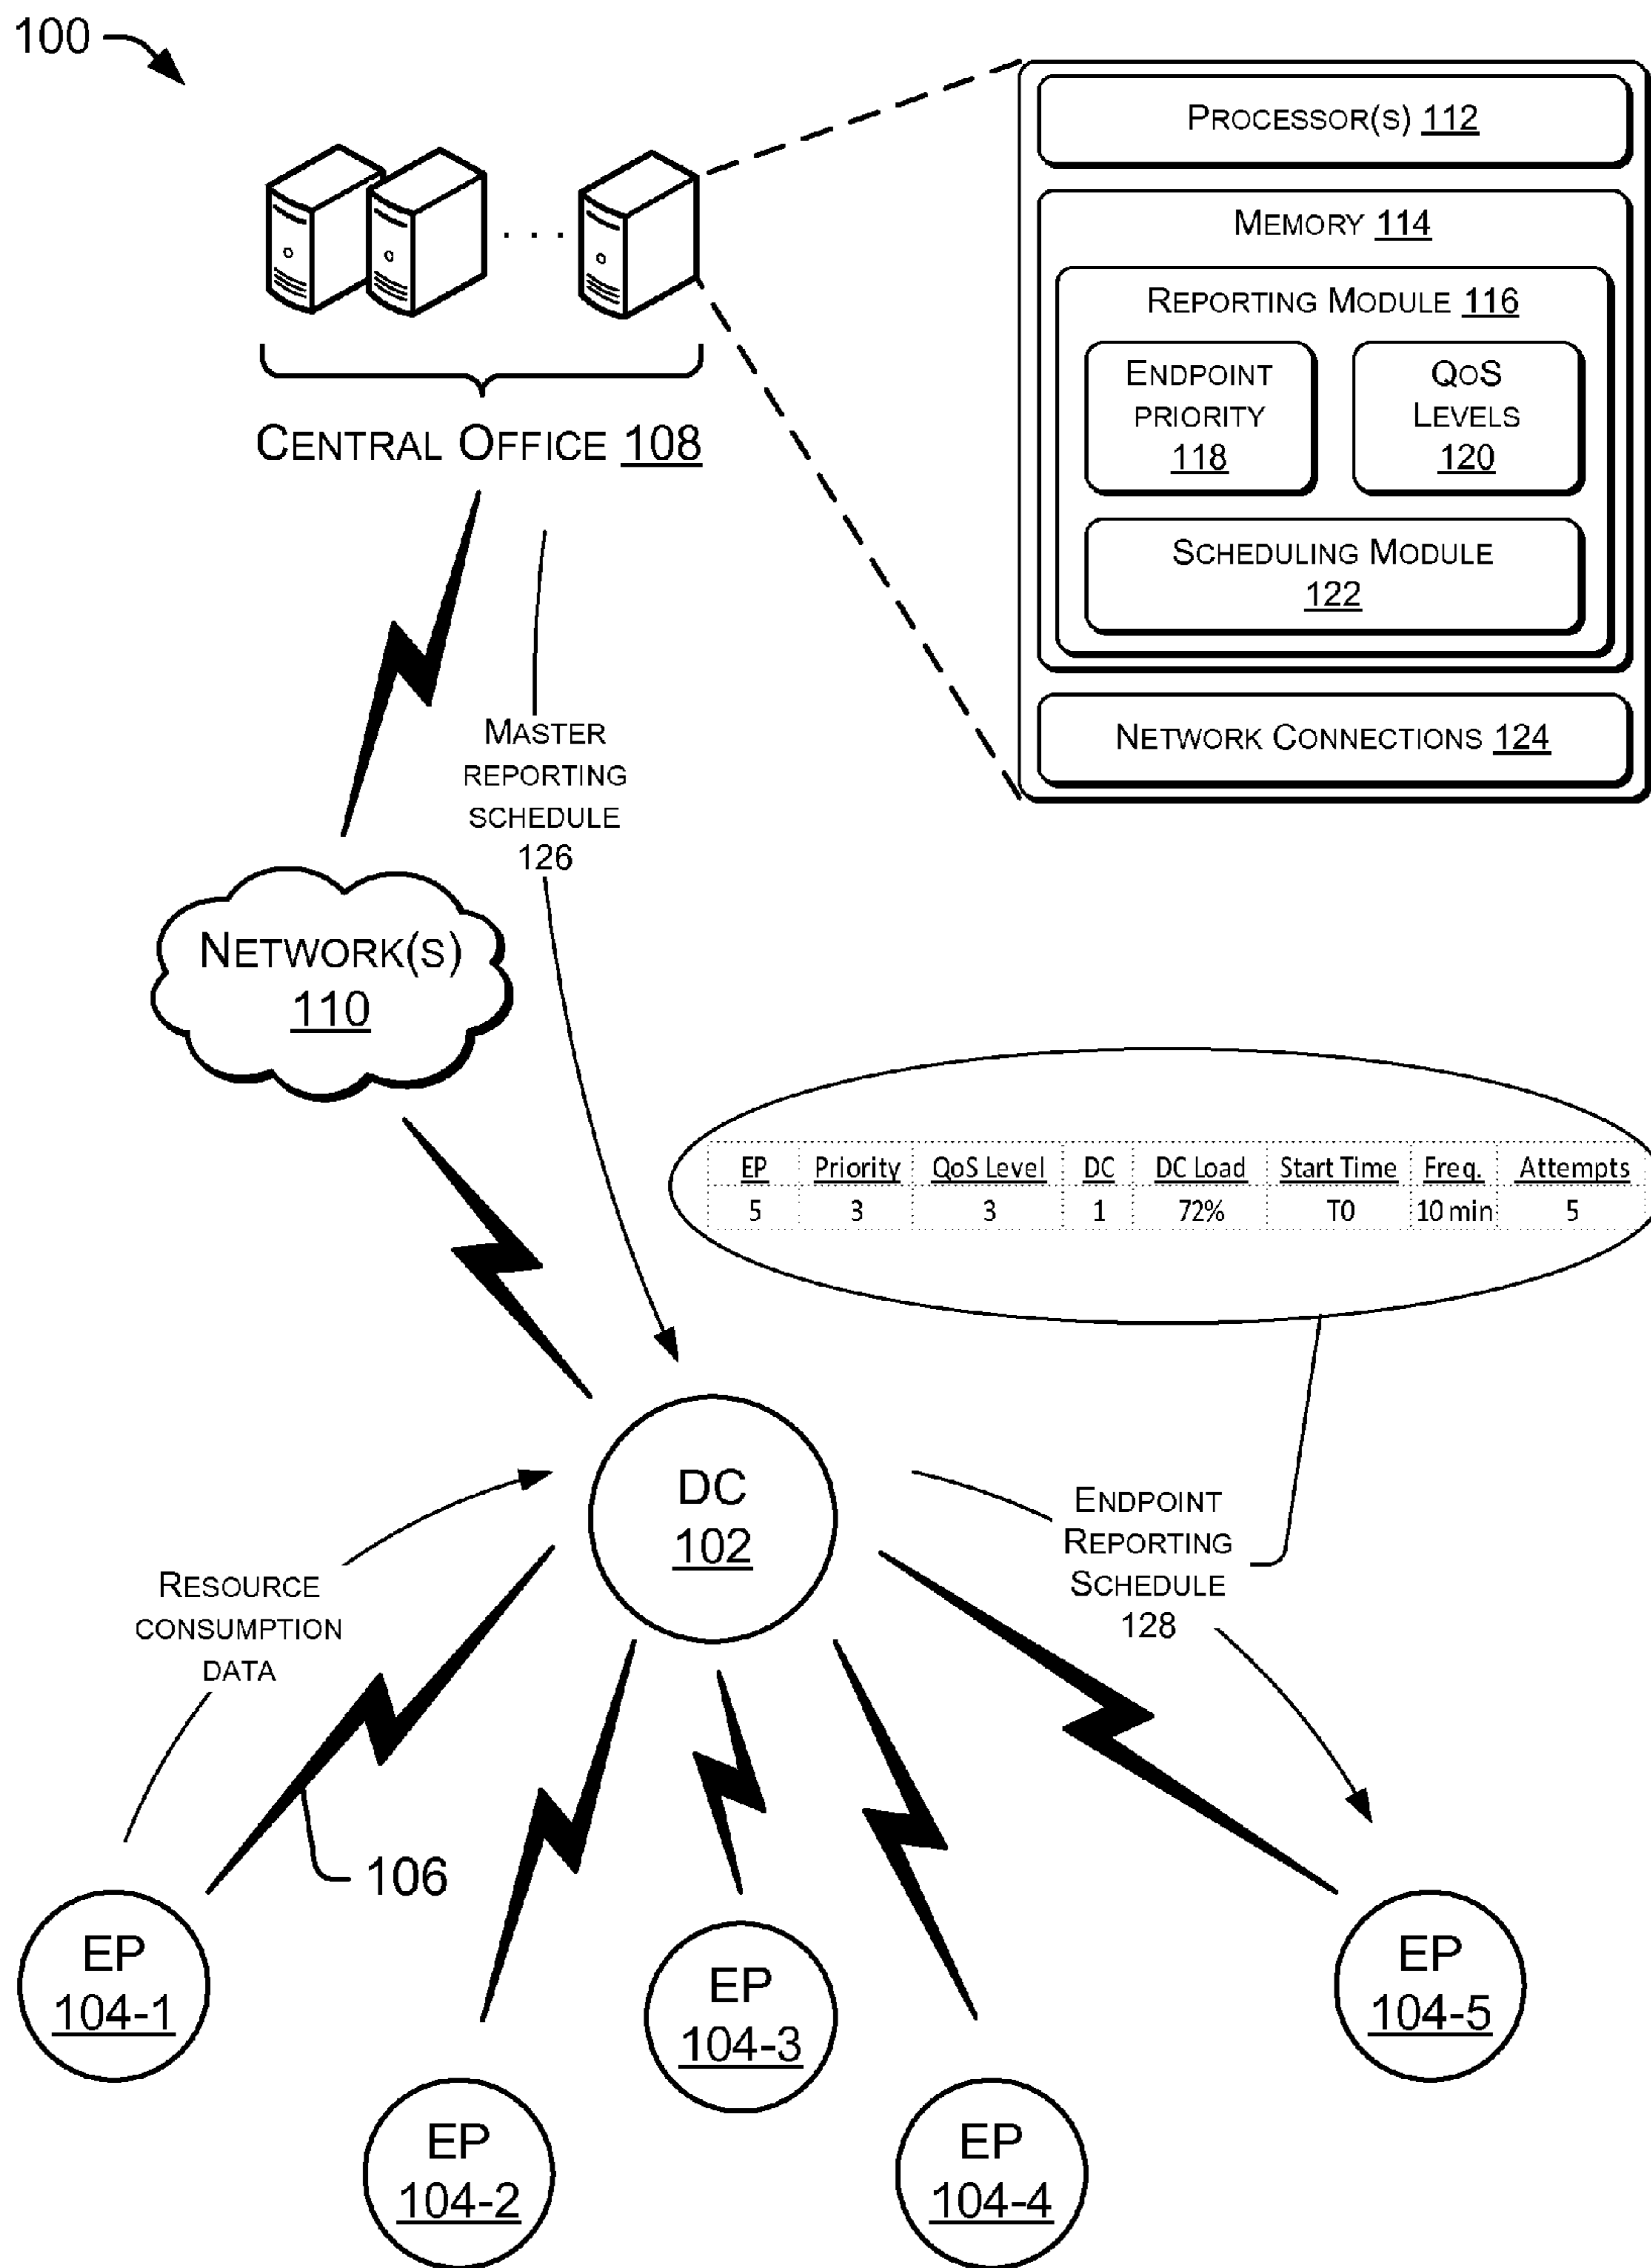 100
PROCESSOR(S) 112
MEMORY 114
REPORTING MODULE 116
ENDPOINT
PRIORITY
118
QOS
LEVELS
120
SCHEDULING MODULE
122
NETWORK CONNECTIONS 124
CENTRAL OFFICE 108
MASTER
REPORTING
SCHEDULE
126
NETWORK(S)
110
EP Priority QoS Level DC DC Load Start Time Freq. Attempts
5 3 3 1 72% T0 10 min 5
DC
102
ENDPOINT
REPORTING
SCHEDULE
128
RESOURCE
CONSUMPTION
DATA
106
EP
104-1
EP
104-2
EP
104-3
EP
104-4
EP
104-5